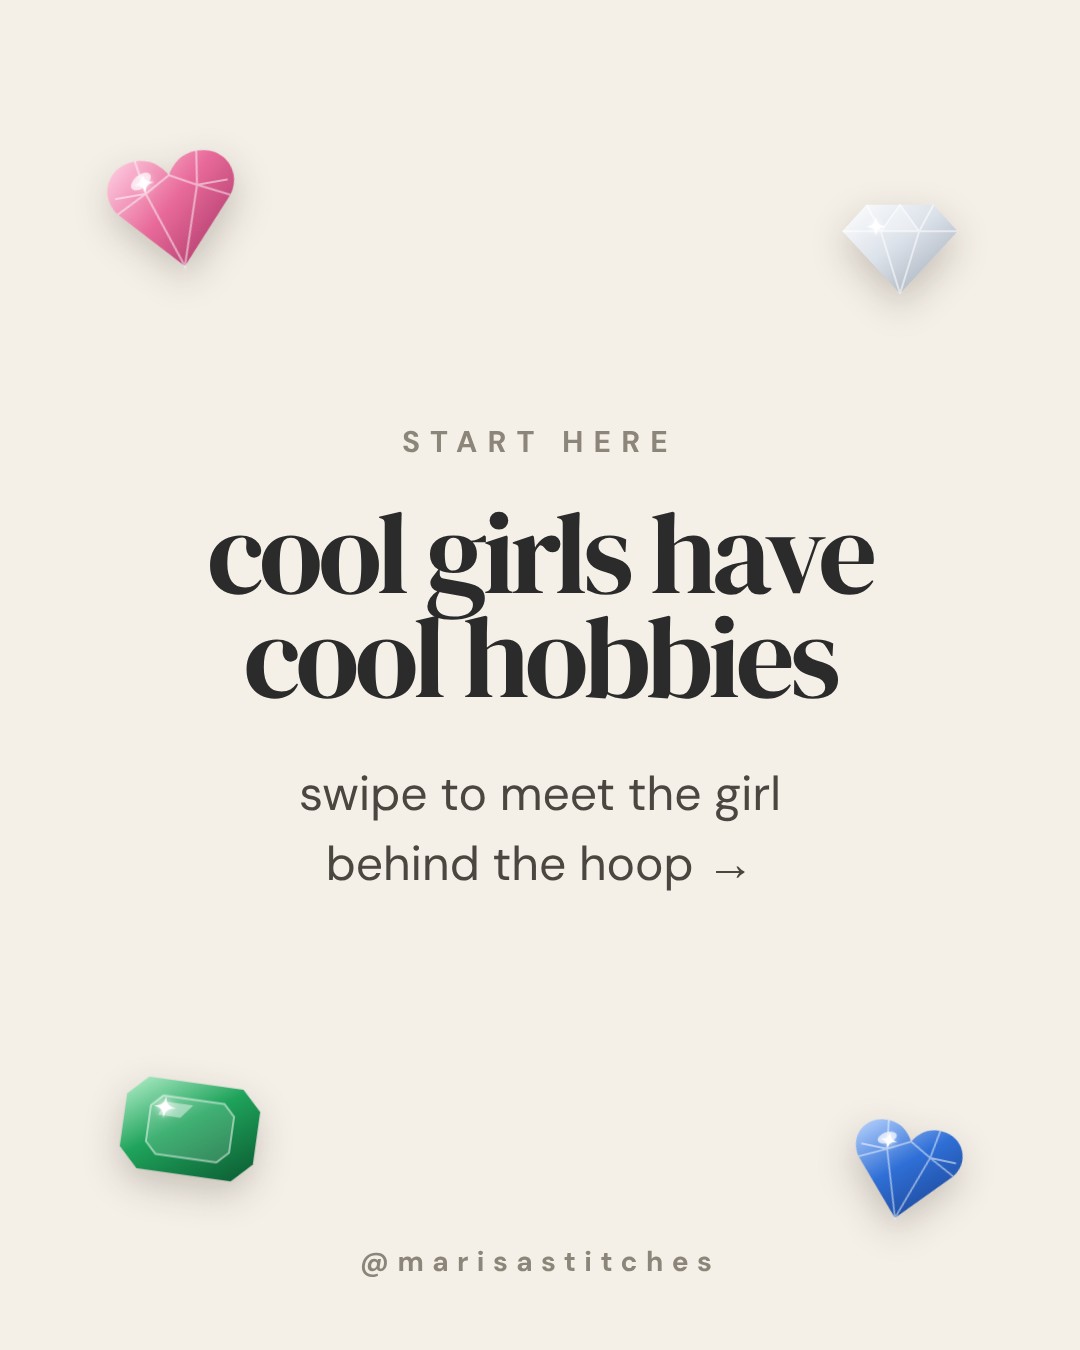 START HERE
cool girls have
cool hobbies
swipe to meet the girl
behind the hoop →
@marisastitches